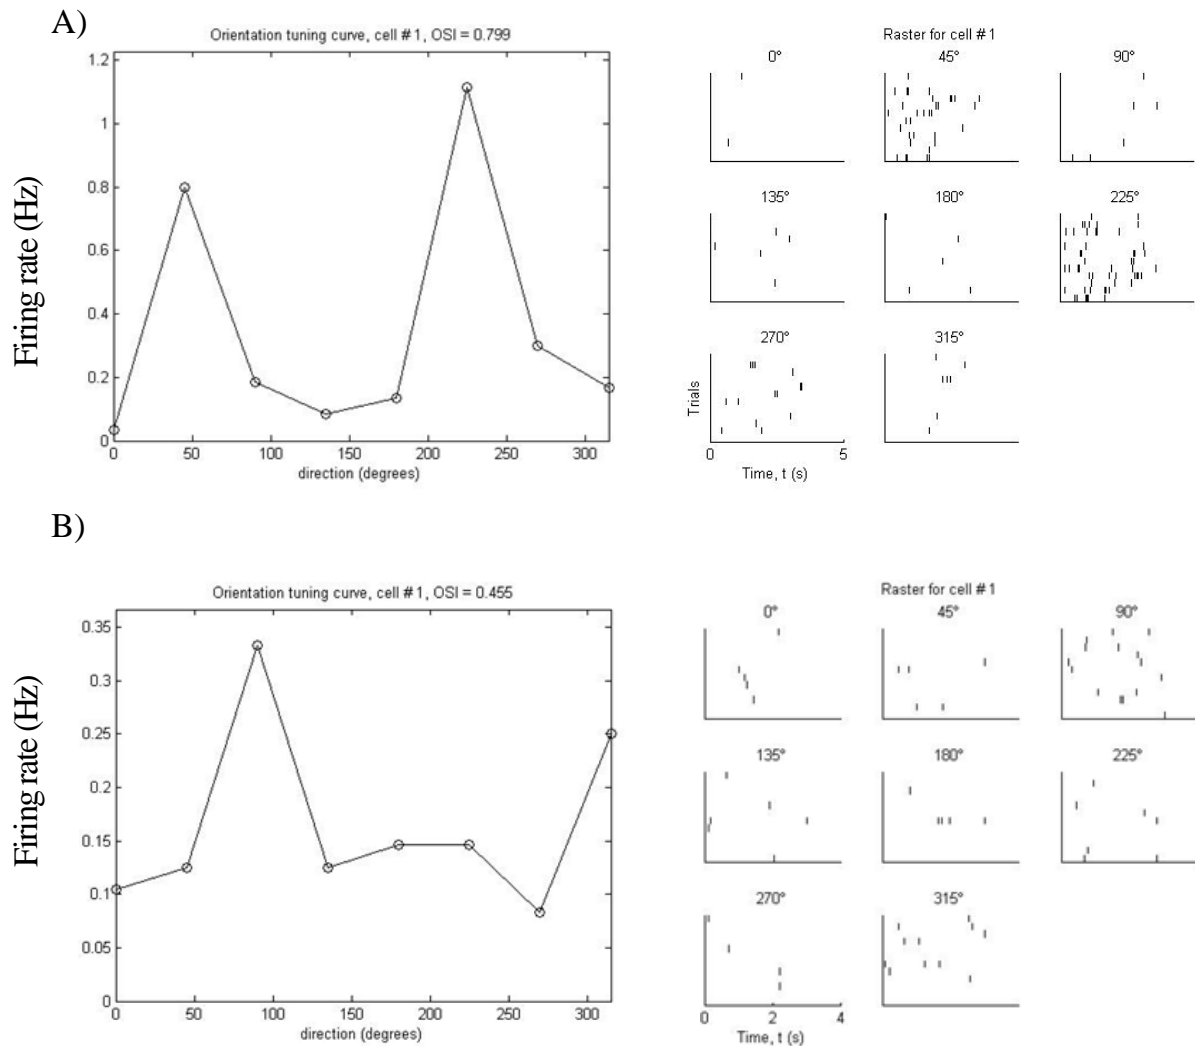 A)
Orientation tuning curve, cell #1, OSI = 0.799
Firing rate (Hz)
1.2
1
0.8
0.6
0.4
0.2
0
0 50 100 150 200 250 300
direction (degrees)
Raster for cell #1
0° 45° 90°
135° 180° 225°
270° 315°
Trials
0 5
Time, t (s)
B)
Orientation tuning curve, cell #1, OSI = 0.455
Firing rate (Hz)
0.35
0.3
0.25
0.2
0.15
0.1
0.05
0
0 50 100 150 200 250 300
direction (degrees)
Raster for cell #1
0° 45° 90°
135° 180° 225°
270° 315°
0 2 4
Time, t (s)